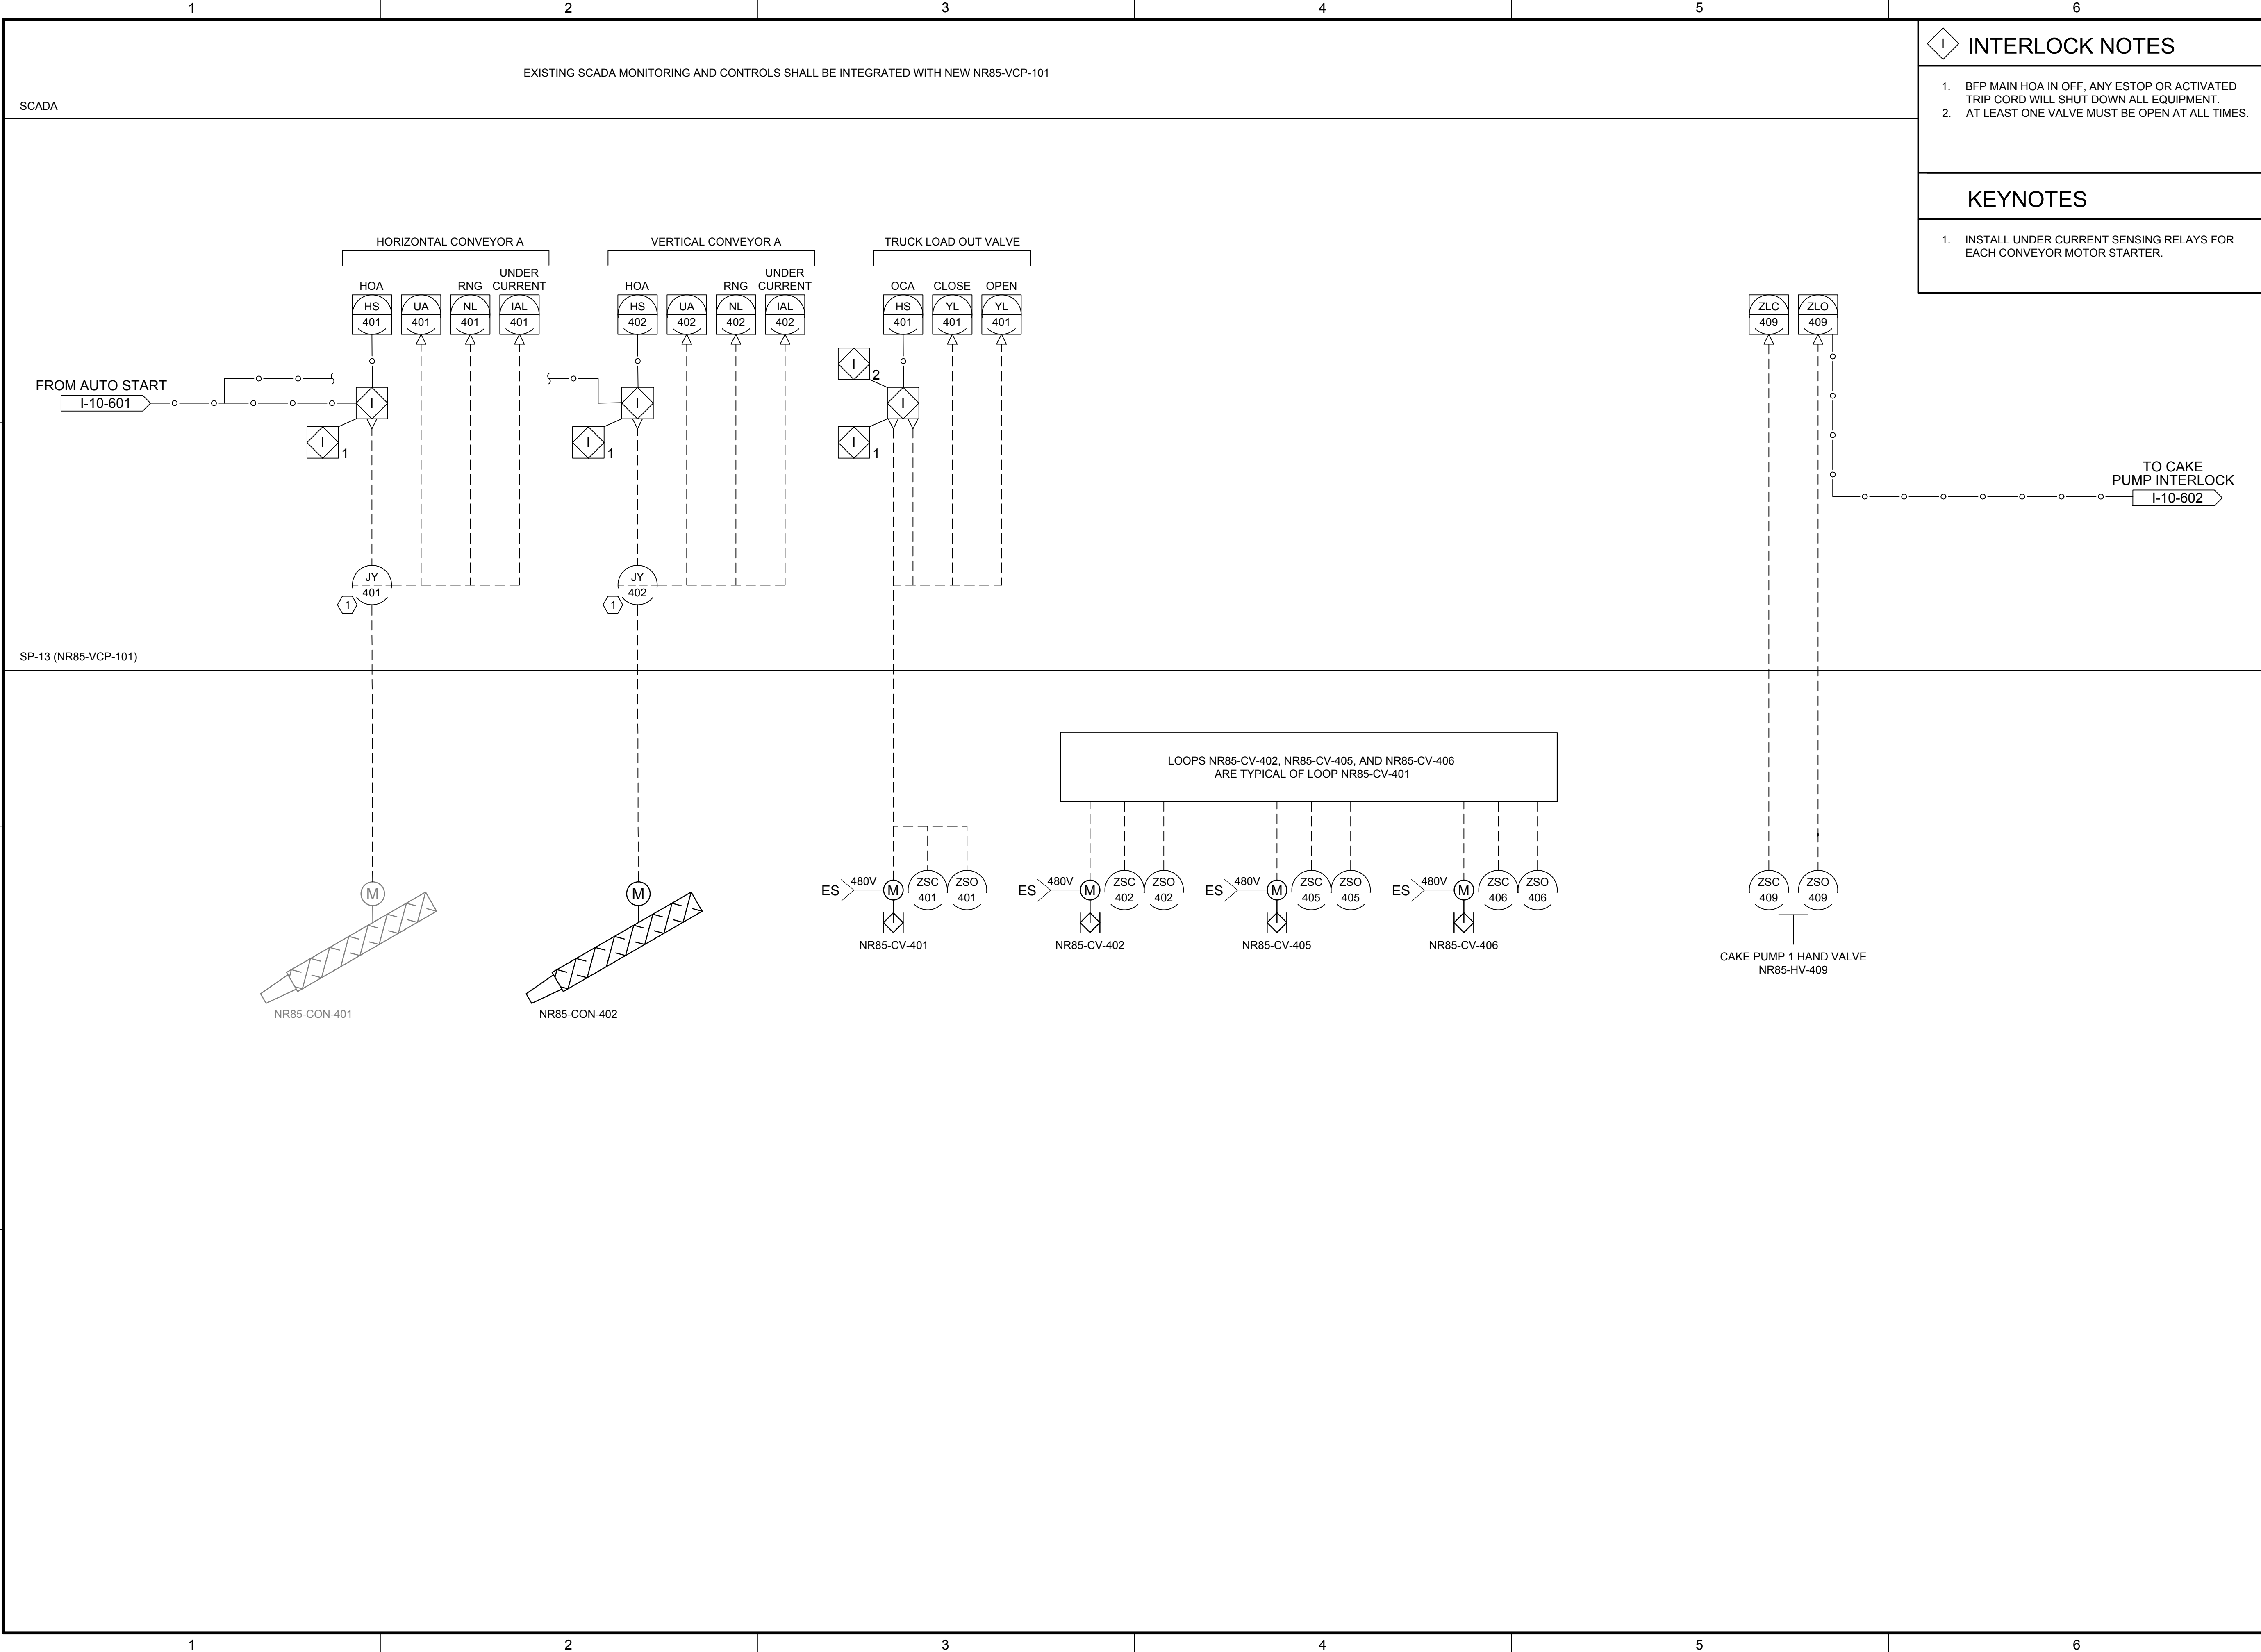 1 2 3 4 5 6
EXISTING SCADA MONITORING AND CONTROLS SHALL BE INTEGRATED WITH NEW NR85-VCP-101
SCADA
I INTERLOCK NOTES
1. BFP MAIN HOA IN OFF, ANY ESTOP OR ACTIVATED
TRIP CORD WILL SHUT DOWN ALL EQUIPMENT.
2. AT LEAST ONE VALVE MUST BE OPEN AT ALL TIMES.
KEYNOTES
1. INSTALL UNDER CURRENT SENSING RELAYS FOR
EACH CONVEYOR MOTOR STARTER.
HORIZONTAL CONVEYOR A
HOA RNG UNDER
CURRENT
HS UA NL IAL
401 401 401 401
VERTICAL CONVEYOR A
HOA RNG UNDER
CURRENT
HS UA NL IAL
402 402 402 402
TRUCK LOAD OUT VALVE
OCA CLOSE OPEN
HS YL YL
401 401 401
ZLC ZLO
409 409
FROM AUTO START
I-10-601
I
I 1
I
I 1
I 2
I
I 1
TO CAKE
PUMP INTERLOCK
I-10-602
JY
401
1
JY
402
1
SP-13 (NR85-VCP-101)
LOOPS NR85-CV-402, NR85-CV-405, AND NR85-CV-406
ARE TYPICAL OF LOOP NR85-CV-401
M
NR85-CON-401
M
NR85-CON-402
ES 480V M ZSC ZSO
401 401
NR85-CV-401
ES 480V M ZSC ZSO
402 402
NR85-CV-402
ES 480V M ZSC ZSO
405 405
NR85-CV-405
ES 480V M ZSC ZSO
406 406
NR85-CV-406
ZSC ZSO
409 409
CAKE PUMP 1 HAND VALVE
NR85-HV-409
1 2 3 4 5 6